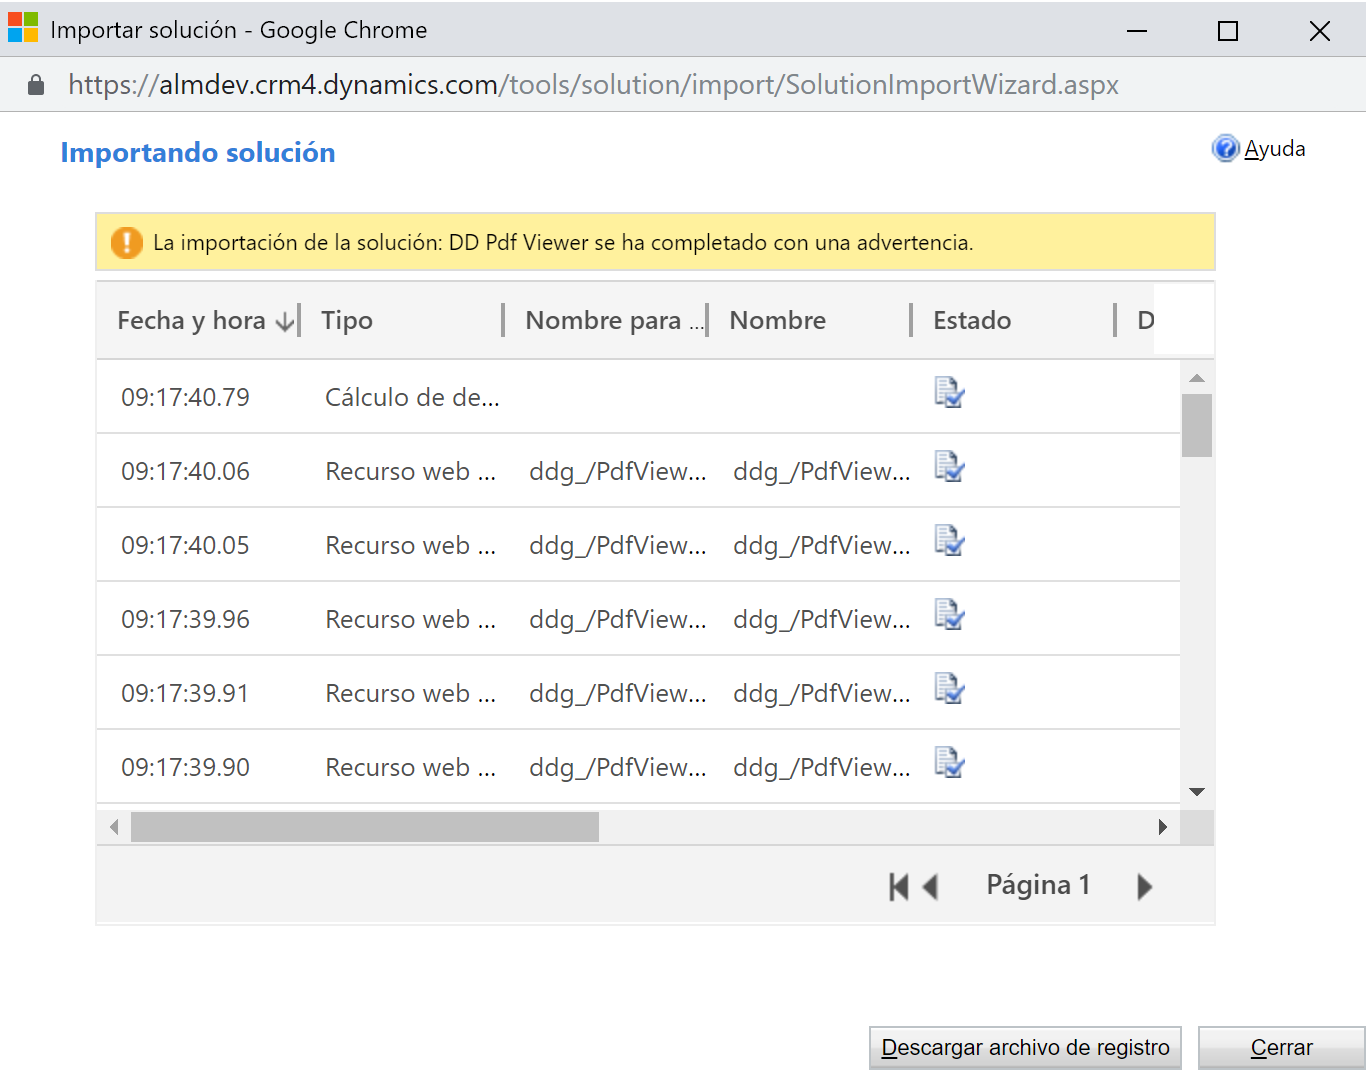 Importar solución - Google Chrome
https://almdev.crm4.dynamics.com/tools/solution/import/SolutionImportWizard.aspx
Importando solución
Ayuda
La importación de la solución: DD Pdf Viewer se ha completado con una advertencia.
Fecha y hora Tipo Nombre para ... Nombre Estado D
09:17:40.79 Cálculo de de...
09:17:40.06 Recurso web ... ddg_/PdfView... ddg_/PdfView...
09:17:40.05 Recurso web ... ddg_/PdfView... ddg_/PdfView...
09:17:39.96 Recurso web ... ddg_/PdfView... ddg_/PdfView...
09:17:39.91 Recurso web ... ddg_/PdfView... ddg_/PdfView...
09:17:39.90 Recurso web ... ddg_/PdfView... ddg_/PdfView...
Página 1
Descargar archivo de registro
Cerrar